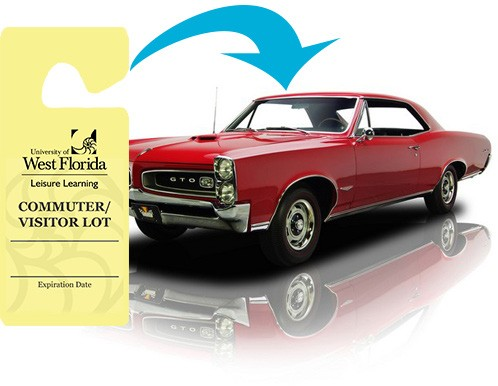 University of
West Florida
Leisure Learning
COMMUTER/
VISITOR LOT
Expiration Date
GTO